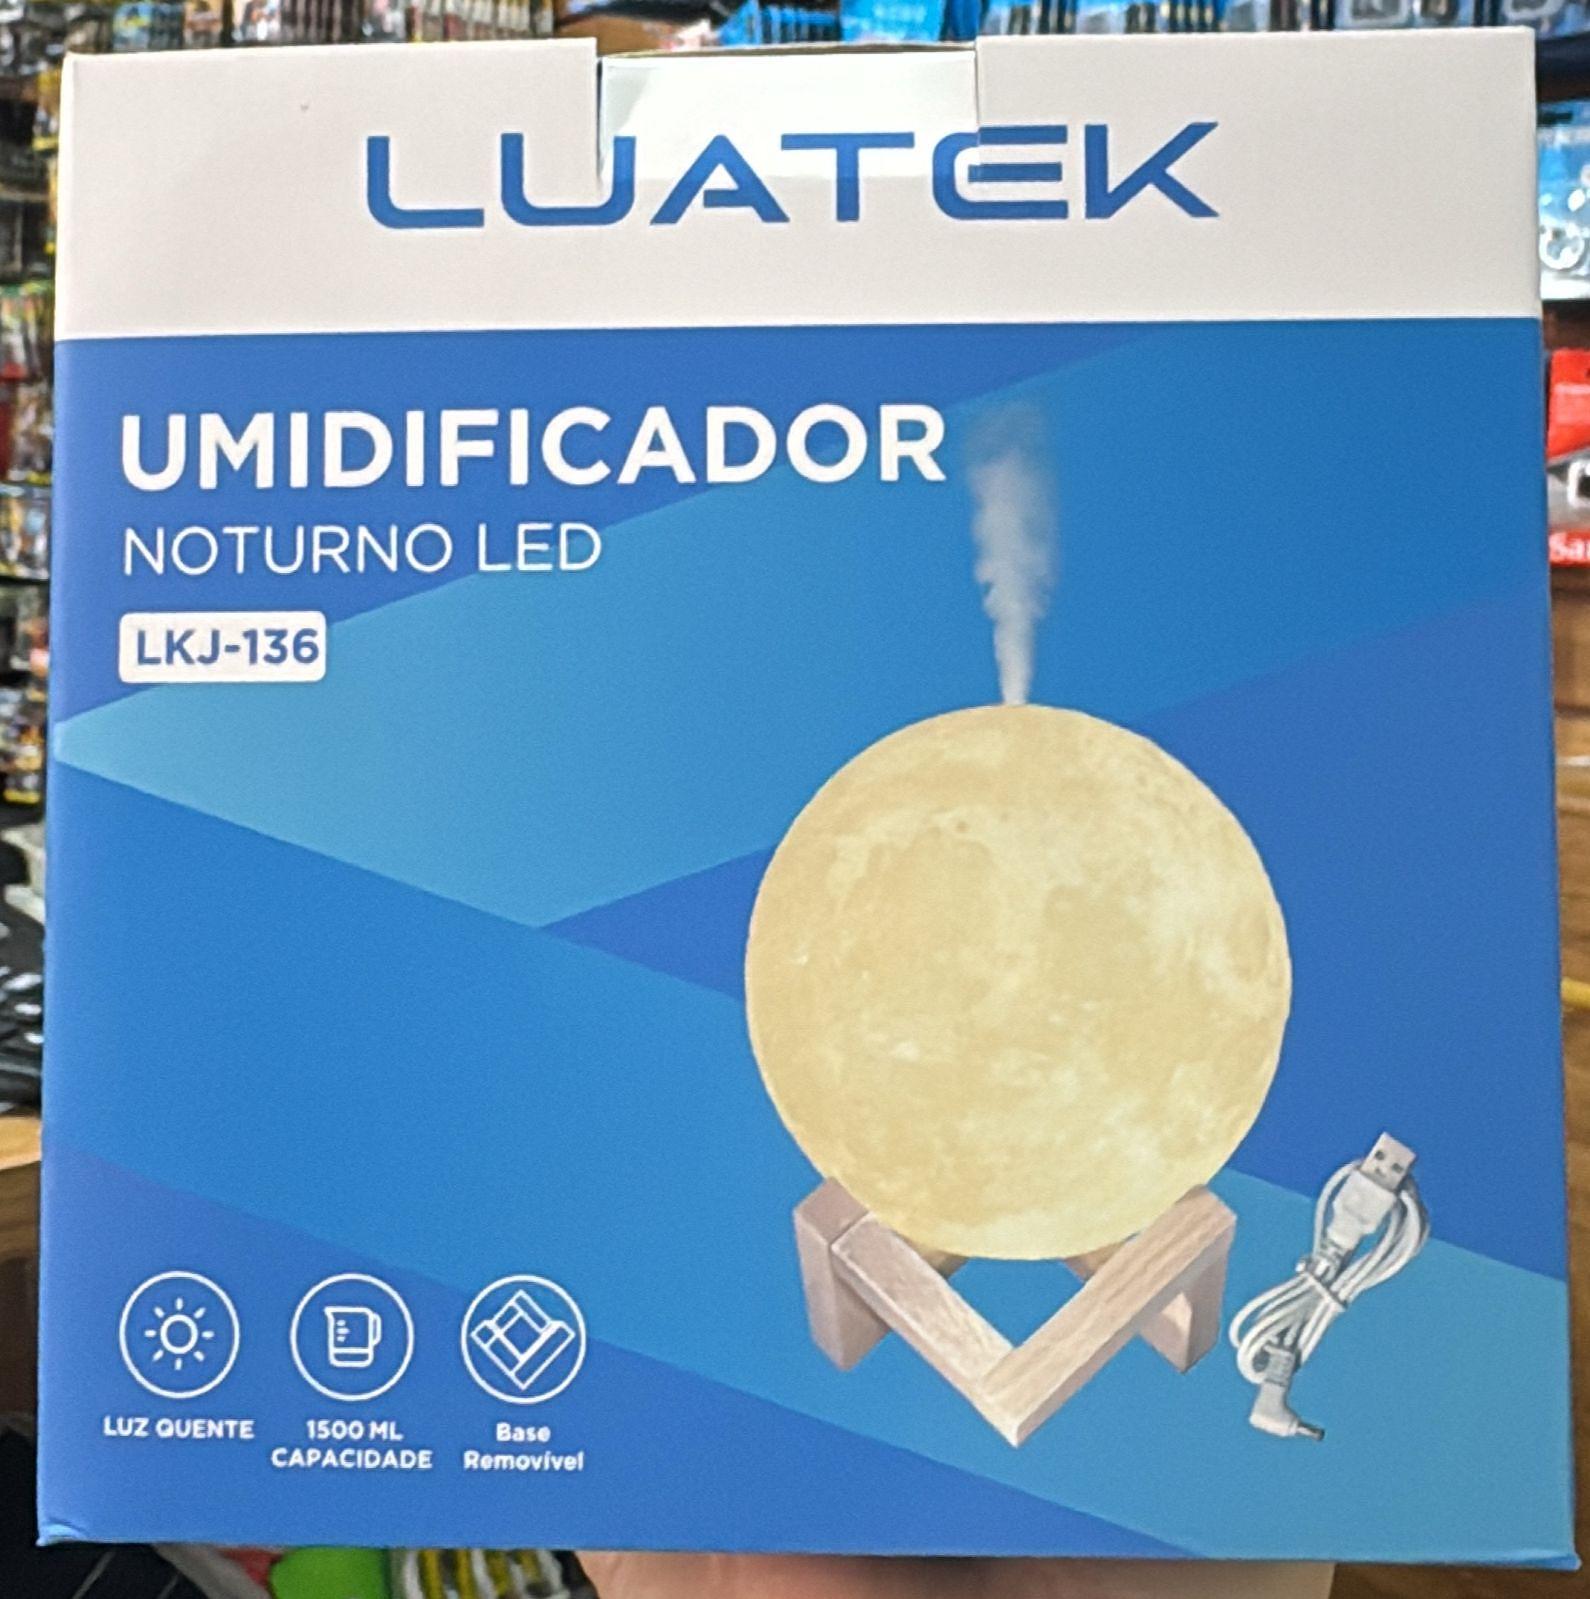 LUATEK
UMIDIFICADOR
NOTURNO LED
LKJ-136
LUZ QUENTE
1500 ML
CAPACIDADE
Base
Removível